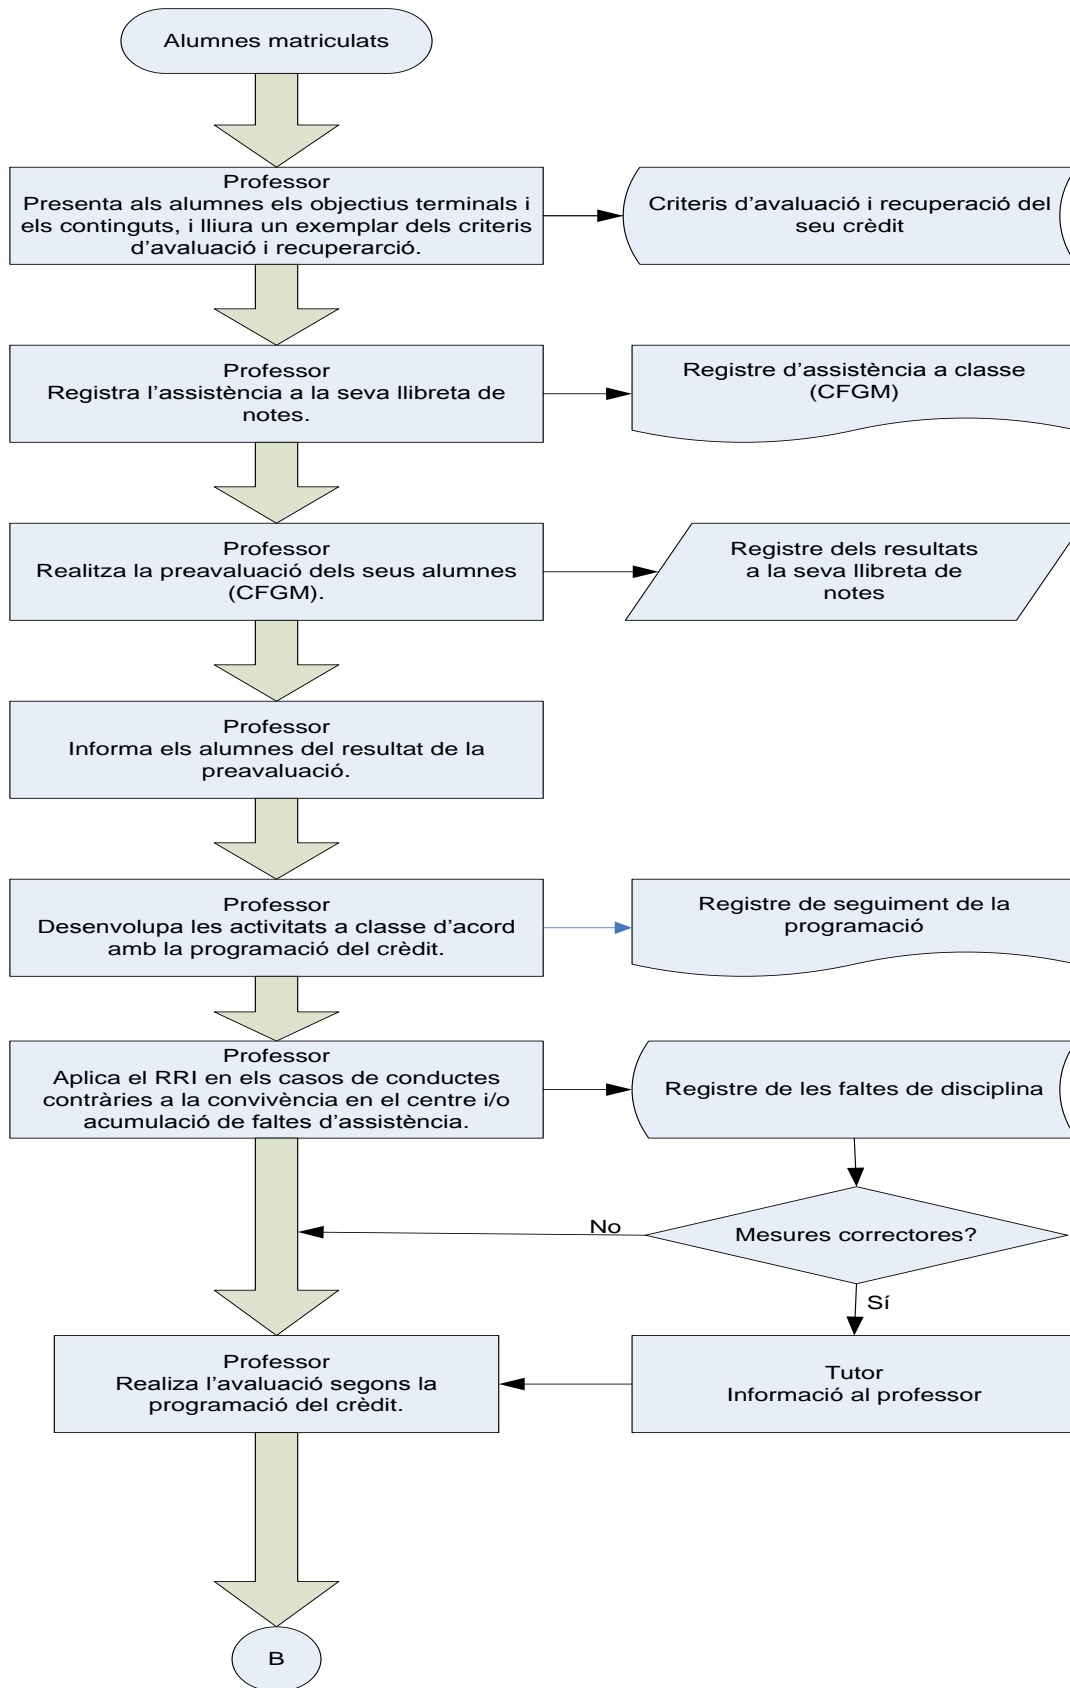 Alumnes matriculats
Professor
Presenta als alumnes els objectius terminals i
els continguts, i lliura un exemplar dels criteris
d’avaluació i recuperarció.
Criteris d’avaluació i recuperació del
seu crèdit
Professor
Registra l’assistència a la seva llibreta de
notes.
Registre d’assistència a classe
(CFGM)
Professor
Realitza la preavaluació dels seus alumnes
(CFGM).
Registre dels resultats
a la seva llibreta de
notes
Professor
Informa els alumnes del resultat de la
preavaluació.
Professor
Desenvolupa les activitats a classe d’acord
amb la programació del crèdit.
Registre de seguiment de la
programació
Professor
Aplica el RRI en els casos de conductes
contràries a la convivència en el centre i/o
acumulació de faltes d’assistència.
Registre de les faltes de disciplina
No
Mesures correctores?
Sí
Professor
Realiza l’avaluació segons la
programació del crèdit.
Tutor
Informació al professor
B